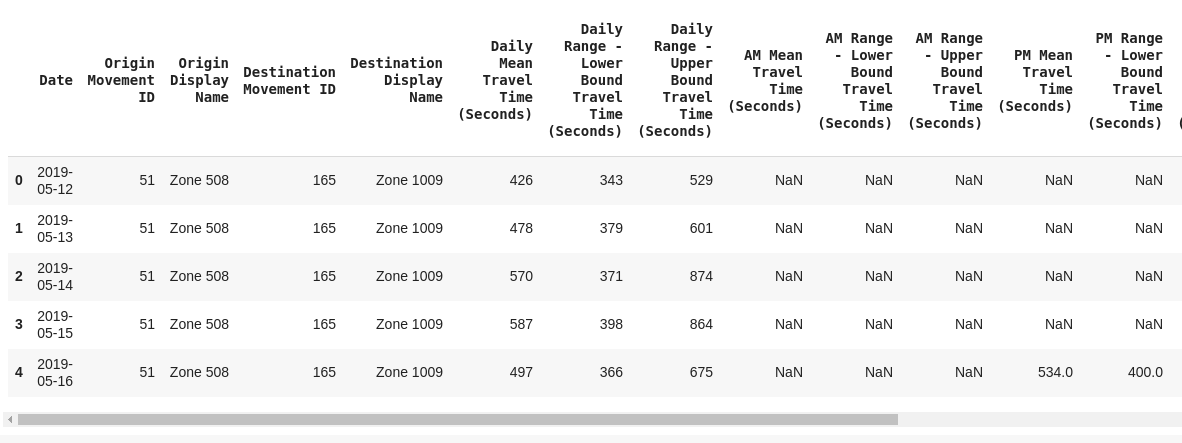 Date
Origin
Movement
ID
Origin
Display
Name
Destination
Movement ID
Destination
Display
Name
Daily
Mean
Travel
Time
(Seconds)
Daily
Range -
Lower
Bound
Travel
Time
(Seconds)
Daily
Range -
Upper
Bound
Travel
Time
(Seconds)
AM Mean
Travel
Time
(Seconds)
AM Range
- Lower
Bound
Travel
Time
(Seconds)
AM Range
- Upper
Bound
Travel
Time
(Seconds)
PM Mean
Travel
Time
(Seconds)
PM Range
- Lower
Bound
Travel
Time
(Seconds)
(
0
2019-
05-12
51 Zone 508 165 Zone 1009 426 343 529 NaN NaN NaN NaN NaN
1
2019-
05-13
51 Zone 508 165 Zone 1009 478 379 601 NaN NaN NaN NaN NaN
2
2019-
05-14
51 Zone 508 165 Zone 1009 570 371 874 NaN NaN NaN NaN NaN
3
2019-
05-15
51 Zone 508 165 Zone 1009 587 398 864 NaN NaN NaN NaN NaN
4
2019-
05-16
51 Zone 508 165 Zone 1009 497 366 675 NaN NaN NaN 534.0 400.0